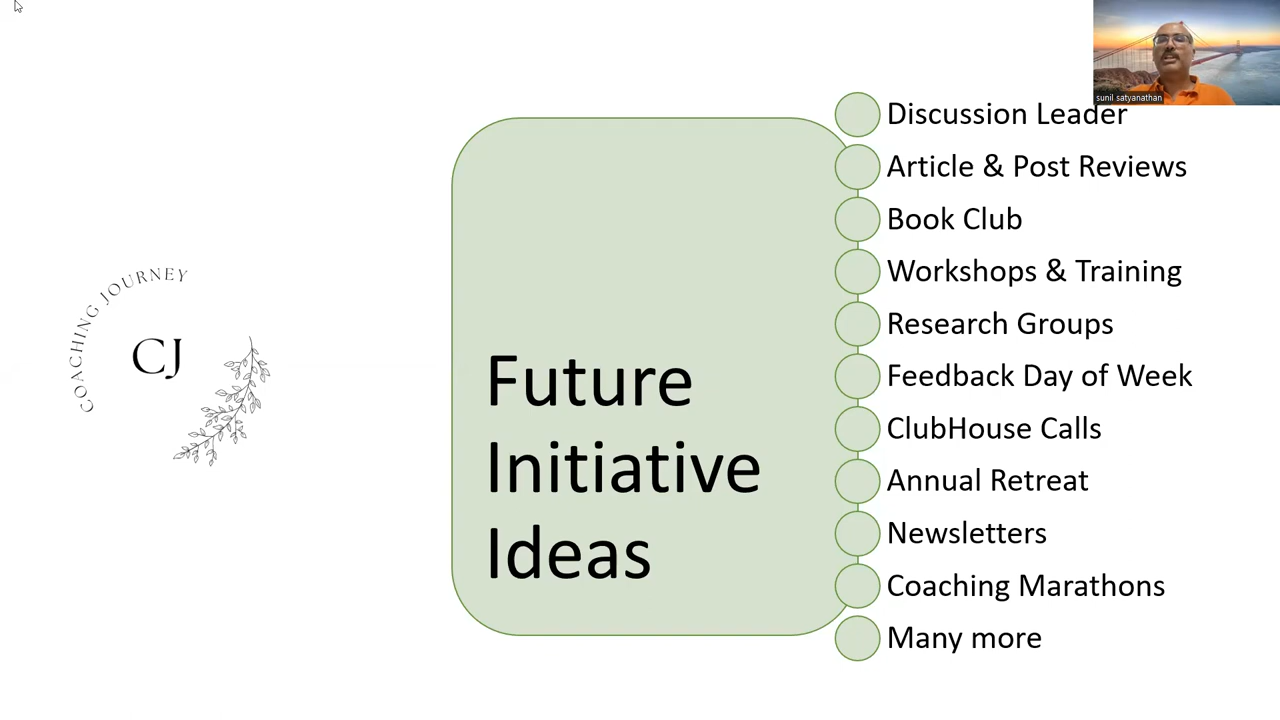 COACHING JOURNEY
CJ
Future
Initiative
Ideas
sunil satyanathan
Discussion Leader
Article & Post Reviews
Book Club
Workshops & Training
Research Groups
Feedback Day of Week
ClubHouse Calls
Annual Retreat
Newsletters
Coaching Marathons
Many more